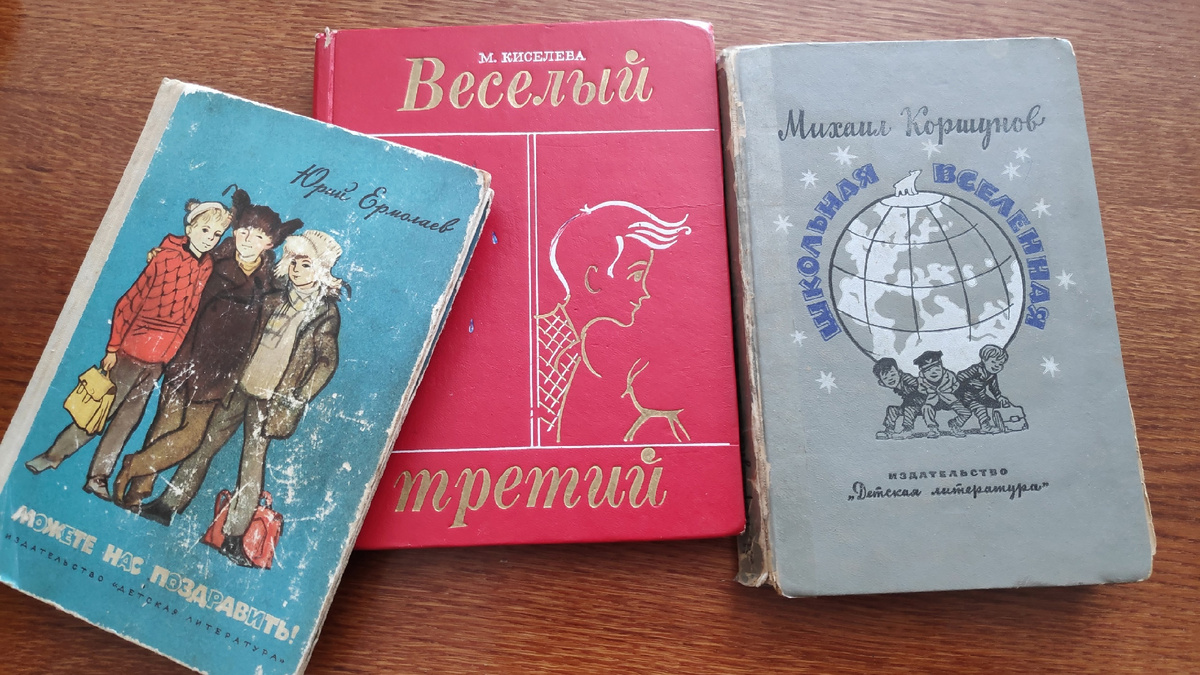 Юрий Ермолаев
МОЖЕТЕ НАС ПОЗДРАВИТЬ!
ИЗДАТЕЛЬСТВО «ДЕТСКАЯ ЛИТЕРАТУРА»
М. КИСЕЛЕВА
Веселый
третий
Михаил Коршунов
ШКОЛЬНАЯ ВСЕЛЕННАЯ
ИЗДАТЕЛЬСТВО
„Детская литература"